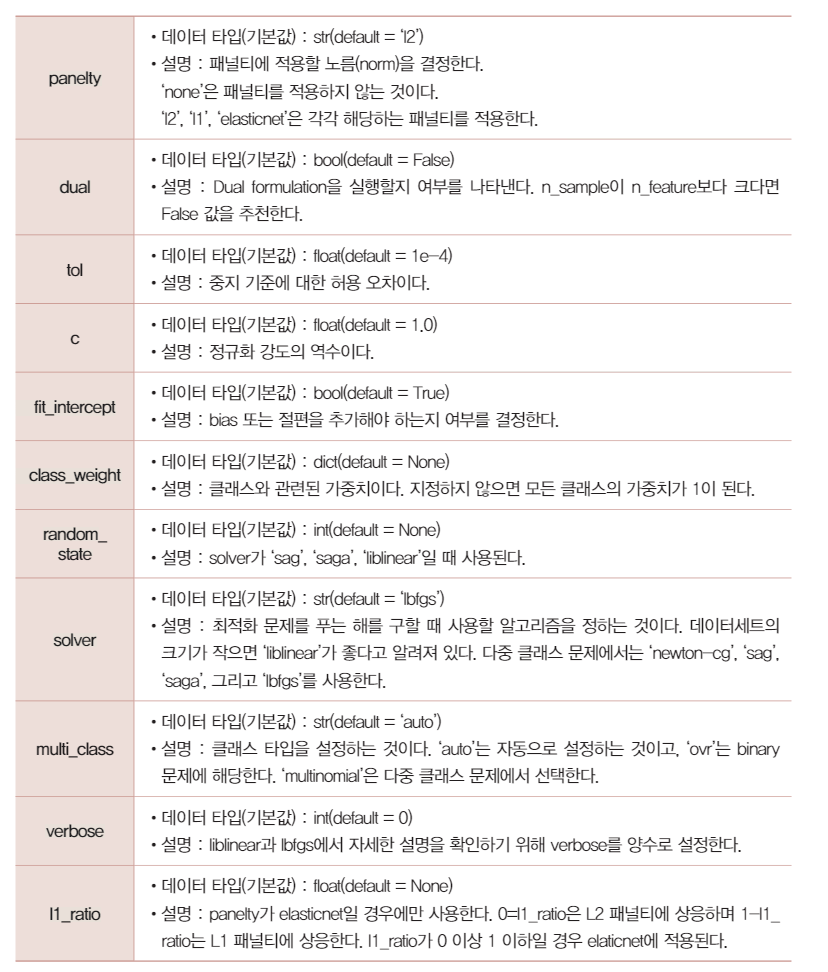 panelty
• 데이터 타입(기본값) : str(default = ‘l2’)
• 설명 : 패널티에 적용할 노름(norm)을 결정한다.
‘none’은 패널티를 적용하지 않는 것이다.
‘l2’, ‘l1’, ‘elasticnet’은 각각 해당하는 패널티를 적용한다.
dual
• 데이터 타입(기본값) : bool(default = False)
• 설명 : Dual formulation을 실행할지 여부를 나타낸다. n_sample이 n_feature보다 크다면
False 값을 추천한다.
tol
• 데이터 타입(기본값) : float(default = 1e-4)
• 설명 : 중지 기준에 대한 허용 오차이다.
c
• 데이터 타입(기본값) : float(default = 1.0)
• 설명 : 정규화 강도의 역수이다.
fit_intercept
• 데이터 타입(기본값) : bool(default = True)
• 설명 : bias 또는 절편을 추가해야 하는지 여부를 결정한다.
class_weight
• 데이터 타입(기본값) : dict(default = None)
• 설명 : 클래스와 관련된 가중치이다. 지정하지 않으면 모든 클래스의 가중치가 1이 된다.
random_
state
• 데이터 타입(기본값) : int(default = None)
• 설명 : solver가 ‘sag’, ‘saga’, ‘liblinear’일 때 사용된다.
solver
• 데이터 타입(기본값) : str(default = ‘lbfgs’)
• 설명 : 최적화 문제를 푸는 해를 구할 때 사용할 알고리즘을 정하는 것이다. 데이터세트의
크기가 작으면 ‘liblinear’가 좋다고 알려져 있다. 다중 클래스 문제에서는 ‘newton-cg’, ‘sag’,
‘saga’, 그리고 ‘lbfgs’를 사용한다.
multi_class
• 데이터 타입(기본값) : str(default = ‘auto’)
• 설명 : 클래스 타입을 설정하는 것이다. ‘auto’는 자동으로 설정하는 것이고, ‘ovr’는 binary
문제에 해당한다. ‘multinomial’은 다중 클래스 문제에서 선택한다.
verbose
• 데이터 타입(기본값) : int(default = 0)
• 설명 : liblinear과 lbfgs에서 자세한 설명을 확인하기 위해 verbose를 양수로 설정한다.
l1_ratio
• 데이터 타입(기본값) : float(default = None)
• 설명 : panelty가 elasticnet일 경우에만 사용한다. 0=l1_ratio은 L2 패널티에 상응하며 1-l1_
ratio는 L1 패널티에 상응한다. l1_ratio가 0 이상 1 이하일 경우 elaticnet에 적용된다.